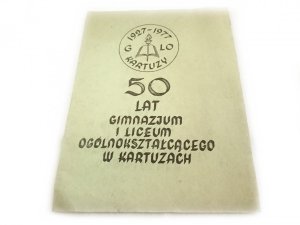 1927-1977
G LO
KARTUZY
50
LAT
GIMNAZJUM
I LICEUM
OGÓLNOKSZTAŁCĄCEGO
W KARTUZACH